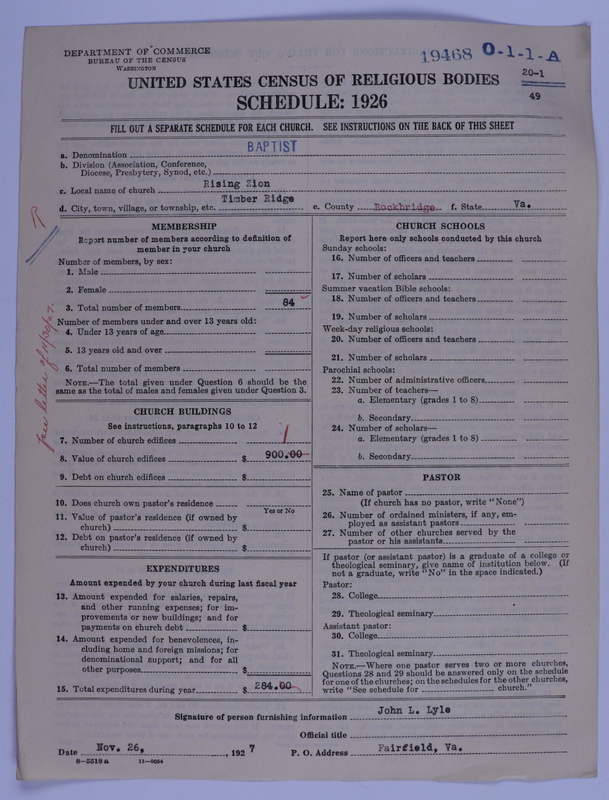 DEPARTMENT OF COMMERCE
BUREAU OF THE CENSUS
WASHINGTON
19468 O-1-1-A
20-1
49
UNITED STATES CENSUS OF RELIGIOUS BODIES
SCHEDULE: 1926
FILL OUT A SEPARATE SCHEDULE FOR EACH CHURCH. SEE INSTRUCTIONS ON THE BACK OF THIS SHEET
a. Denomination BAPTIST
b. Division (Association, Conference,
Diocese, Presbytery, Synod, etc.)
c. Local name of church Rising Zion
d. City, town, village, or township, etc. Timber Ridge e. County Rockbridge f. State Va.
MEMBERSHIP
Report number of members according to definition of
member in your church
Number of members, by sex:
1. Male
2. Female
3. Total number of members 84
Number of members under and over 13 years old:
4. Under 13 years of age
5. 13 years old and over
6. Total number of members
NOTE.—The total given under Question 6 should be the
same as the total of males and females given under Question 3.
CHURCH BUILDINGS
See instructions, paragraphs 10 to 12
7. Number of church edifices 1
8. Value of church edifices $ 900.00
9. Debt on church edifices $
10. Does church own pastor's residence
Yes or No
11. Value of pastor's residence (if owned by
church) $
12. Debt on pastor's residence (if owned by
church) $
EXPENDITURES
Amount expended by your church during last fiscal year
13. Amount expended for salaries, repairs,
and other running expenses; for im-
provements or new buildings; and for
payments on church debt $
14. Amount expended for benevolences, in-
cluding home and foreign missions; for
denominational support; and for all
other purposes $
15. Total expenditures during year $ 284.00
CHURCH SCHOOLS
Report here only schools conducted by this church
Sunday schools:
16. Number of officers and teachers
17. Number of scholars
Summer vacation Bible schools:
18. Number of officers and teachers
19. Number of scholars
Week-day religious schools:
20. Number of officers and teachers
21. Number of scholars
Parochial schools:
22. Number of administrative officers
23. Number of teachers—
a. Elementary (grades 1 to 8)
b. Secondary
24. Number of scholars—
a. Elementary (grades 1 to 8)
b. Secondary
PASTOR
25. Name of pastor
(If church has no pastor, write "None")
26. Number of ordained ministers, if any, em-
ployed as assistant pastors
27. Number of other churches served by the
pastor or his assistants
If pastor (or assistant pastor) is a graduate of a college or
theological seminary, give name of institution below. (If
not a graduate, write "No" in the space indicated.)
Pastor:
28. College
29. Theological seminary
Assistant pastor:
30. College
31. Theological seminary
NOTE.—Where one pastor serves two or more churches,
Questions 28 and 29 should be answered only on the schedule
for one of the churches; on the schedules for the other churches,
write "See schedule for church."
Signature of person furnishing information John L. Lyle
Official title
Date Nov. 26, 1927 P. O. Address Fairfield, Va.
8—5518a 11—9054